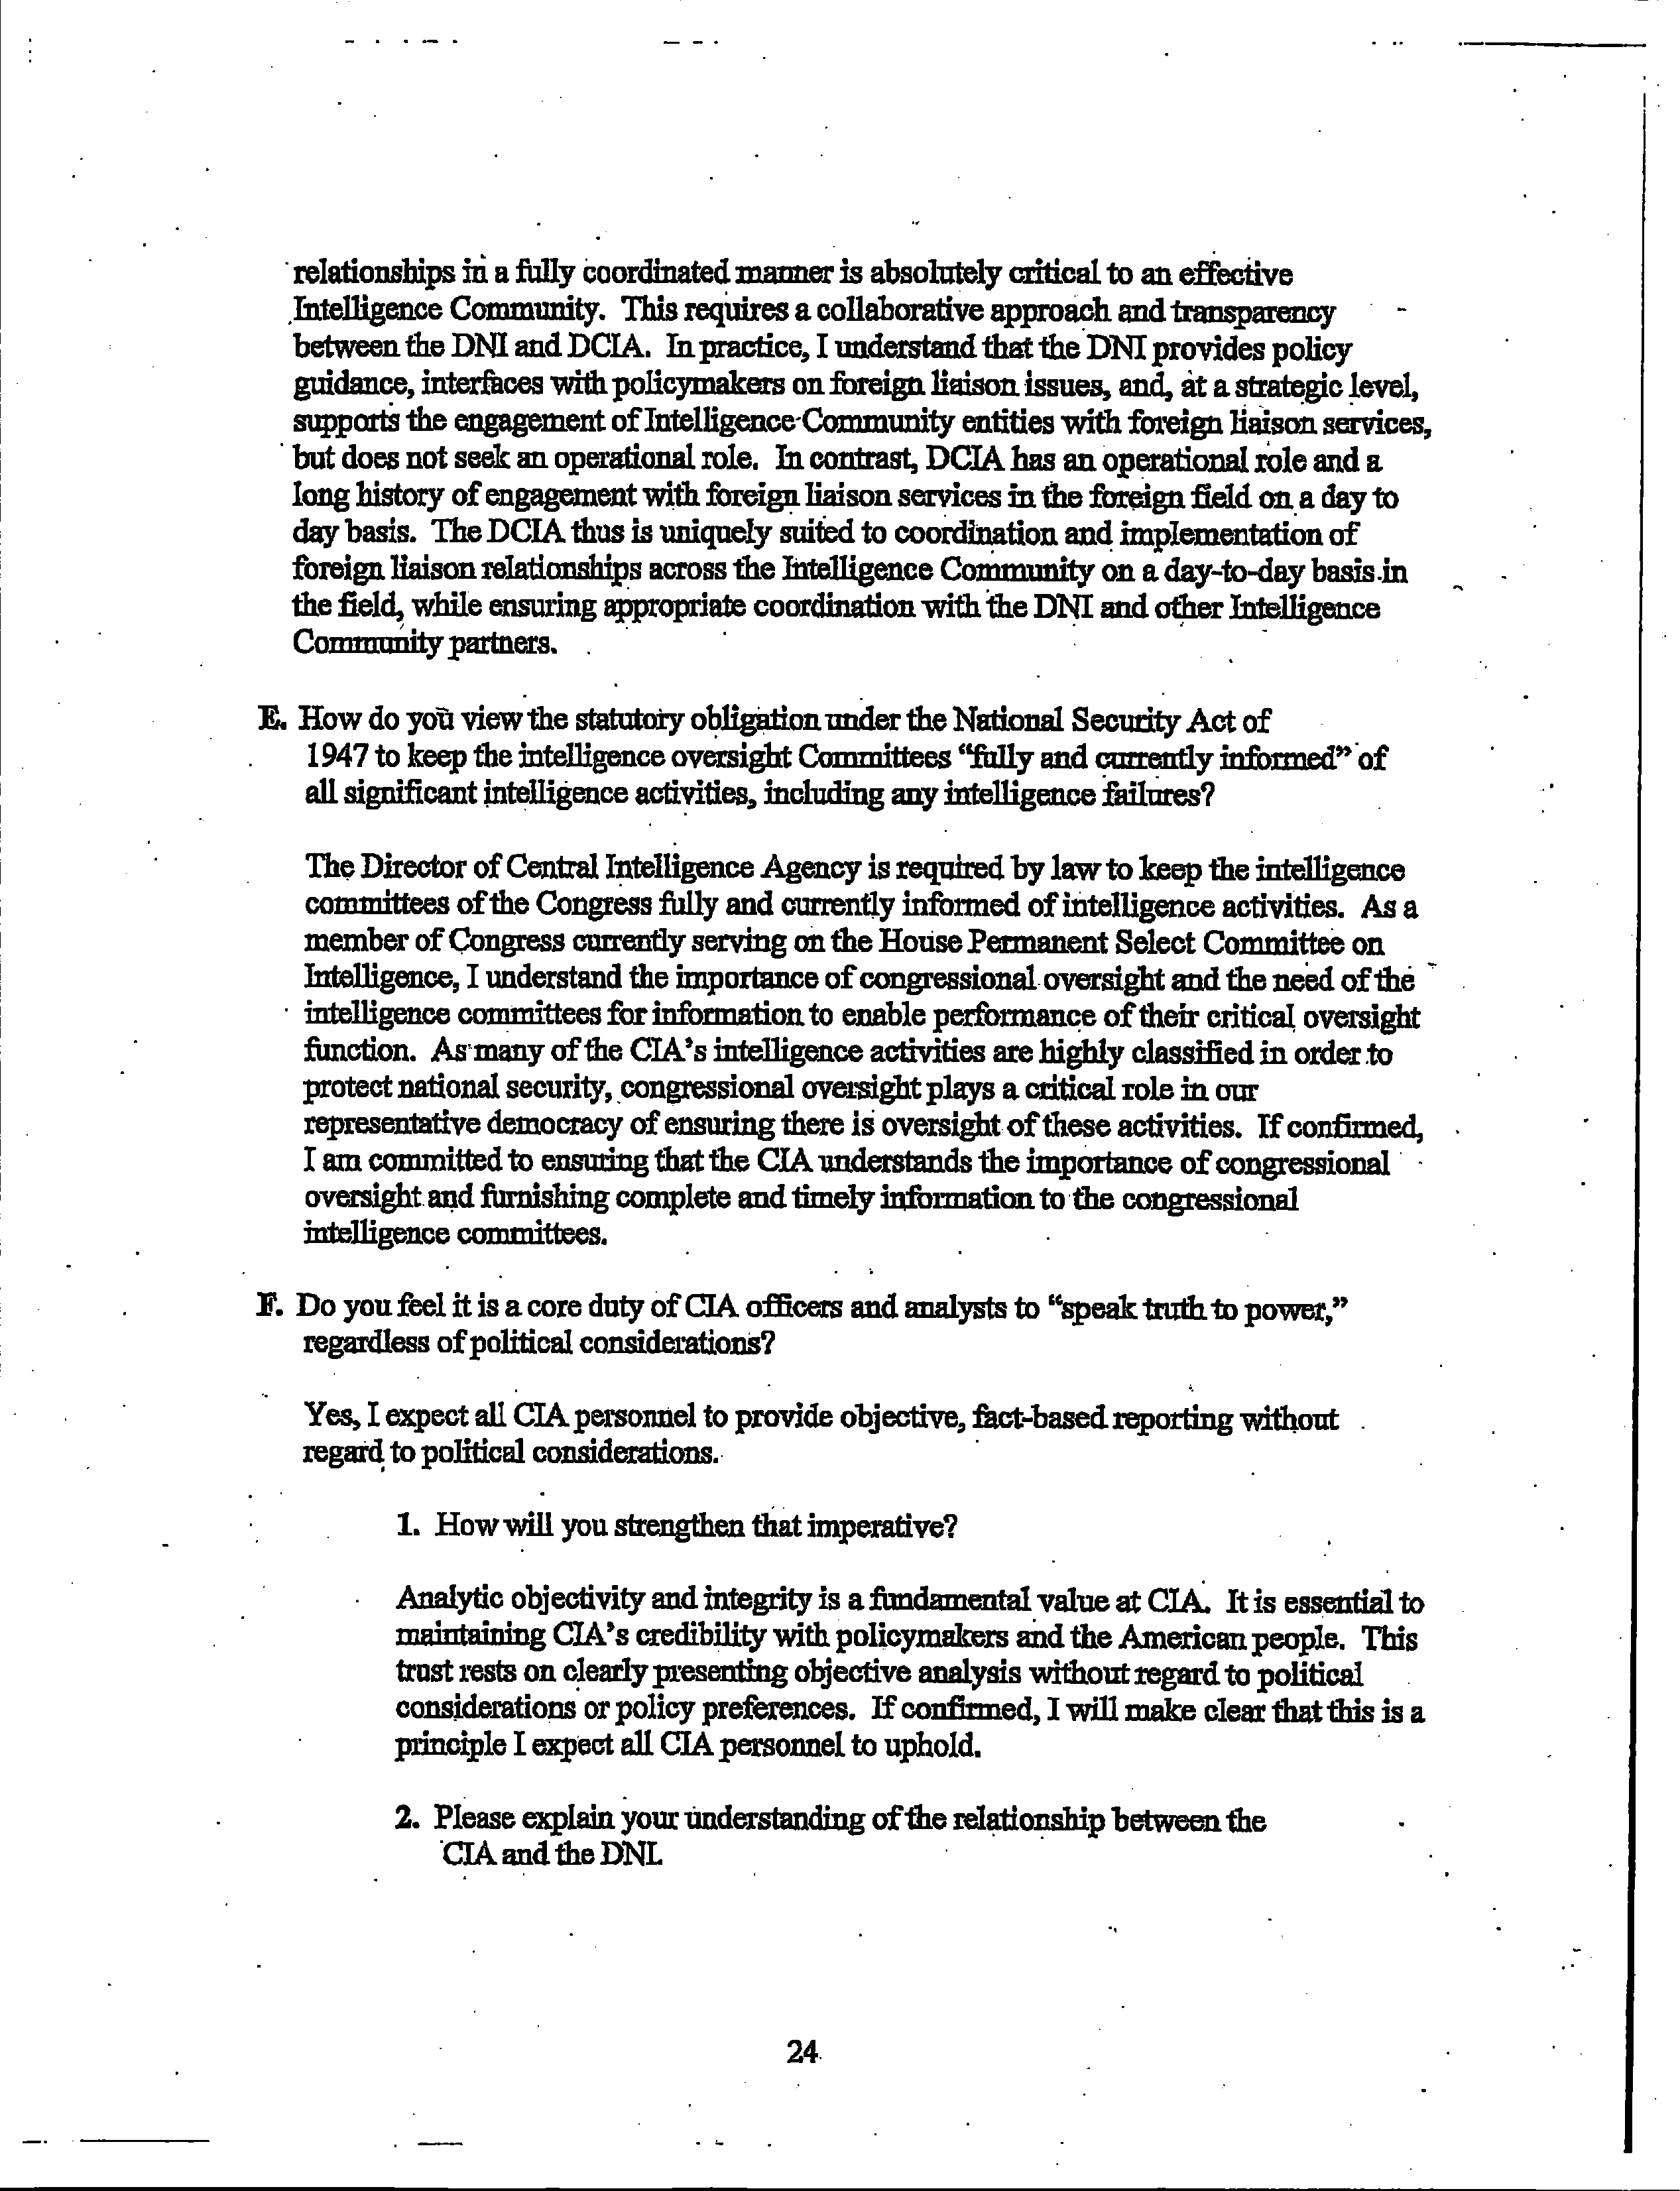 relationships in a fully coordinated manner is absolutely critical to an effective
Intelligence Community. This requires a collaborative approach and transparency
between the DNI and DCIA. In practice, I understand that the DNI provides policy
guidance, interfaces with policymakers on foreign liaison issues, and, at a strategic level,
supports the engagement of Intelligence Community entities with foreign liaison services,
but does not seek an operational role. In contrast, DCIA has an operational role and a
long history of engagement with foreign liaison services in the foreign field on a day to
day basis. The DCIA thus is uniquely suited to coordination and implementation of
foreign liaison relationships across the Intelligence Community on a day-to-day basis in
the field, while ensuring appropriate coordination with the DNI and other Intelligence
Community partners.
E. How do you view the statutory obligation under the National Security Act of
1947 to keep the intelligence oversight Committees “fully and currently informed” of
all significant intelligence activities, including any intelligence failures?
The Director of Central Intelligence Agency is required by law to keep the intelligence
committees of the Congress fully and currently informed of intelligence activities. As a
member of Congress currently serving on the House Permanent Select Committee on
Intelligence, I understand the importance of congressional oversight and the need of the
intelligence committees for information to enable performance of their critical oversight
function. As many of the CIA’s intelligence activities are highly classified in order to
protect national security, congressional oversight plays a critical role in our
representative democracy of ensuring there is oversight of these activities. If confirmed,
I am committed to ensuring that the CIA understands the importance of congressional
oversight and furnishing complete and timely information to the congressional
intelligence committees.
F. Do you feel it is a core duty of CIA officers and analysts to “speak truth to power,”
regardless of political considerations?
Yes, I expect all CIA personnel to provide objective, fact-based reporting without
regard to political considerations.
1. How will you strengthen that imperative?
Analytic objectivity and integrity is a fundamental value at CIA. It is essential to
maintaining CIA’s credibility with policymakers and the American people. This
trust rests on clearly presenting objective analysis without regard to political
considerations or policy preferences. If confirmed, I will make clear that this is a
principle I expect all CIA personnel to uphold.
2. Please explain your understanding of the relationship between the
CIA and the DNI.
24